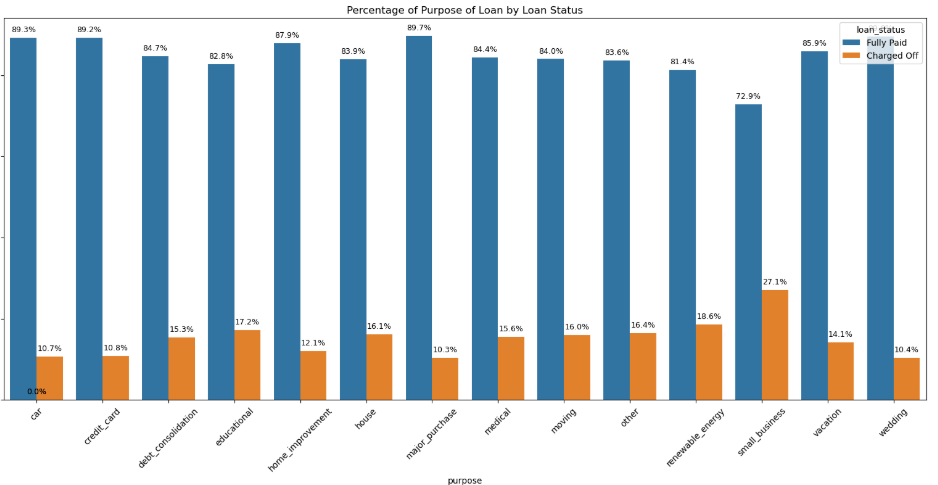 Percentage of Purpose of Loan by Loan Status
89.3%
89.2%
84.7%
82.8%
87.9%
83.9%
89.7%
84.4%
84.0%
83.6%
81.4%
72.9%
85.9%
loan_status
Fully Paid
Charged Off
10.7%
10.8%
15.3%
17.2%
12.1%
16.1%
10.3%
15.6%
16.0%
16.4%
18.6%
27.1%
14.1%
10.4%
0.0%
car
credit_card
debt_consolidation
educational
home_improvement
house
major_purchase
medical
moving
other
renewable_energy
small_business
vacation
wedding
purpose